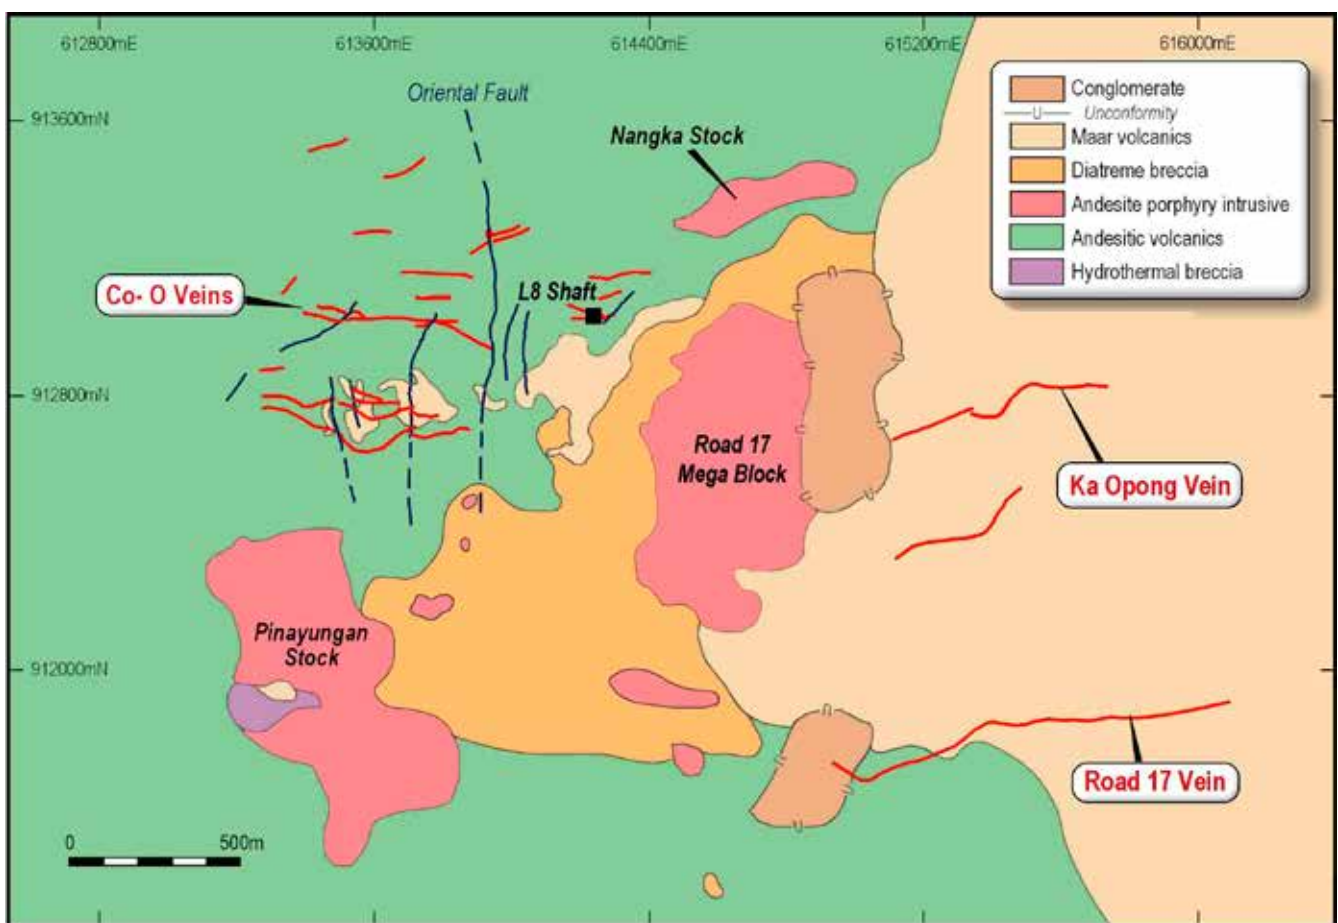 612800mE
613600mE
614400mE
615200mE
616000mE
Oriental Fault
913600mN
Nangka Stock
Conglomerate
U
Unconformity
Maar volcanics
Diatreme breccia
Andesite porphyry intrusive
Andesitic volcanics
Hydrothermal breccia
Co- O Veins
L8 Shaft
912800mN
Road 17
Mega Block
Ka Opong Vein
Pinayungan
Stock
912000mN
Road 17 Vein
0 500m